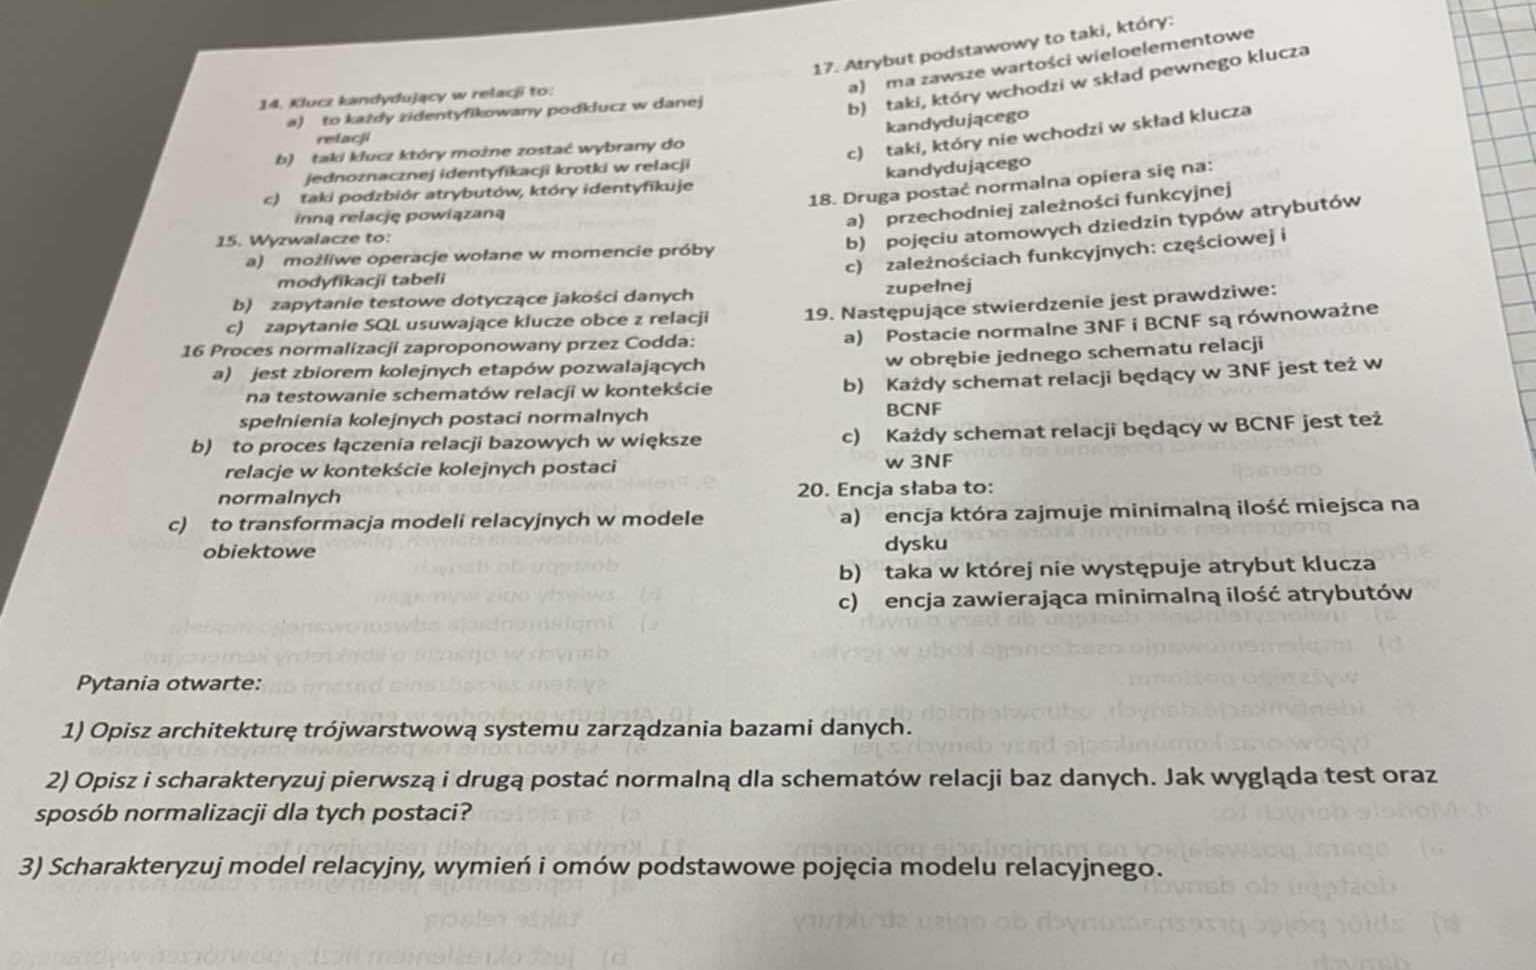 14. Klucz kandydujący w relacji to:
a) to każdy zidentyfikowany podklucz w danej
relacji
b) taki klucz który możne zostać wybrany do
jednoznacznej identyfikacji krotki w relacji
c) taki podzbiór atrybutów, który identyfikuje
inną relację powiązaną
15. Wyzwalacze to:
a) możliwe operacje wołane w momencie próby
modyfikacji tabeli
b) zapytanie testowe dotyczące jakości danych
c) zapytanie SQL usuwające klucze obce z relacji
16 Proces normalizacji zaproponowany przez Codda:
a) jest zbiorem kolejnych etapów pozwalających
na testowanie schematów relacji w kontekście
spełnienia kolejnych postaci normalnych
b) to proces łączenia relacji bazowych w większe
relacje w kontekście kolejnych postaci
normalnych
c) to transformacja modeli relacyjnych w modele
obiektowe
17. Atrybut podstawowy to taki, który:
a) ma zawsze wartości wieloelementowe
b) taki, który wchodzi w skład pewnego klucza
kandydującego
c) taki, który nie wchodzi w skład klucza
kandydującego
18. Druga postać normalna opiera się na:
a) przechodniej zależności funkcyjnej
b) pojęciu atomowych dziedzin typów atrybutów
c) zależnościach funkcyjnych: częściowej i
zupełnej
19. Następujące stwierdzenie jest prawdziwe:
a) Postacie normalne 3NF i BCNF są równoważne
w obrębie jednego schematu relacji
b) Każdy schemat relacji będący w 3NF jest też w
BCNF
c) Każdy schemat relacji będący w BCNF jest też
w 3NF
20. Encja słaba to:
a) encja która zajmuje minimalną ilość miejsca na
dysku
b) taka w której nie występuje atrybut klucza
c) encja zawierająca minimalną ilość atrybutów
Pytania otwarte:
1) Opisz architekturę trójwarstwową systemu zarządzania bazami danych.
2) Opisz i scharakteryzuj pierwszą i drugą postać normalną dla schematów relacji baz danych. Jak wygląda test oraz
sposób normalizacji dla tych postaci?
3) Scharakteryzuj model relacyjny, wymień i omów podstawowe pojęcia modelu relacyjnego.